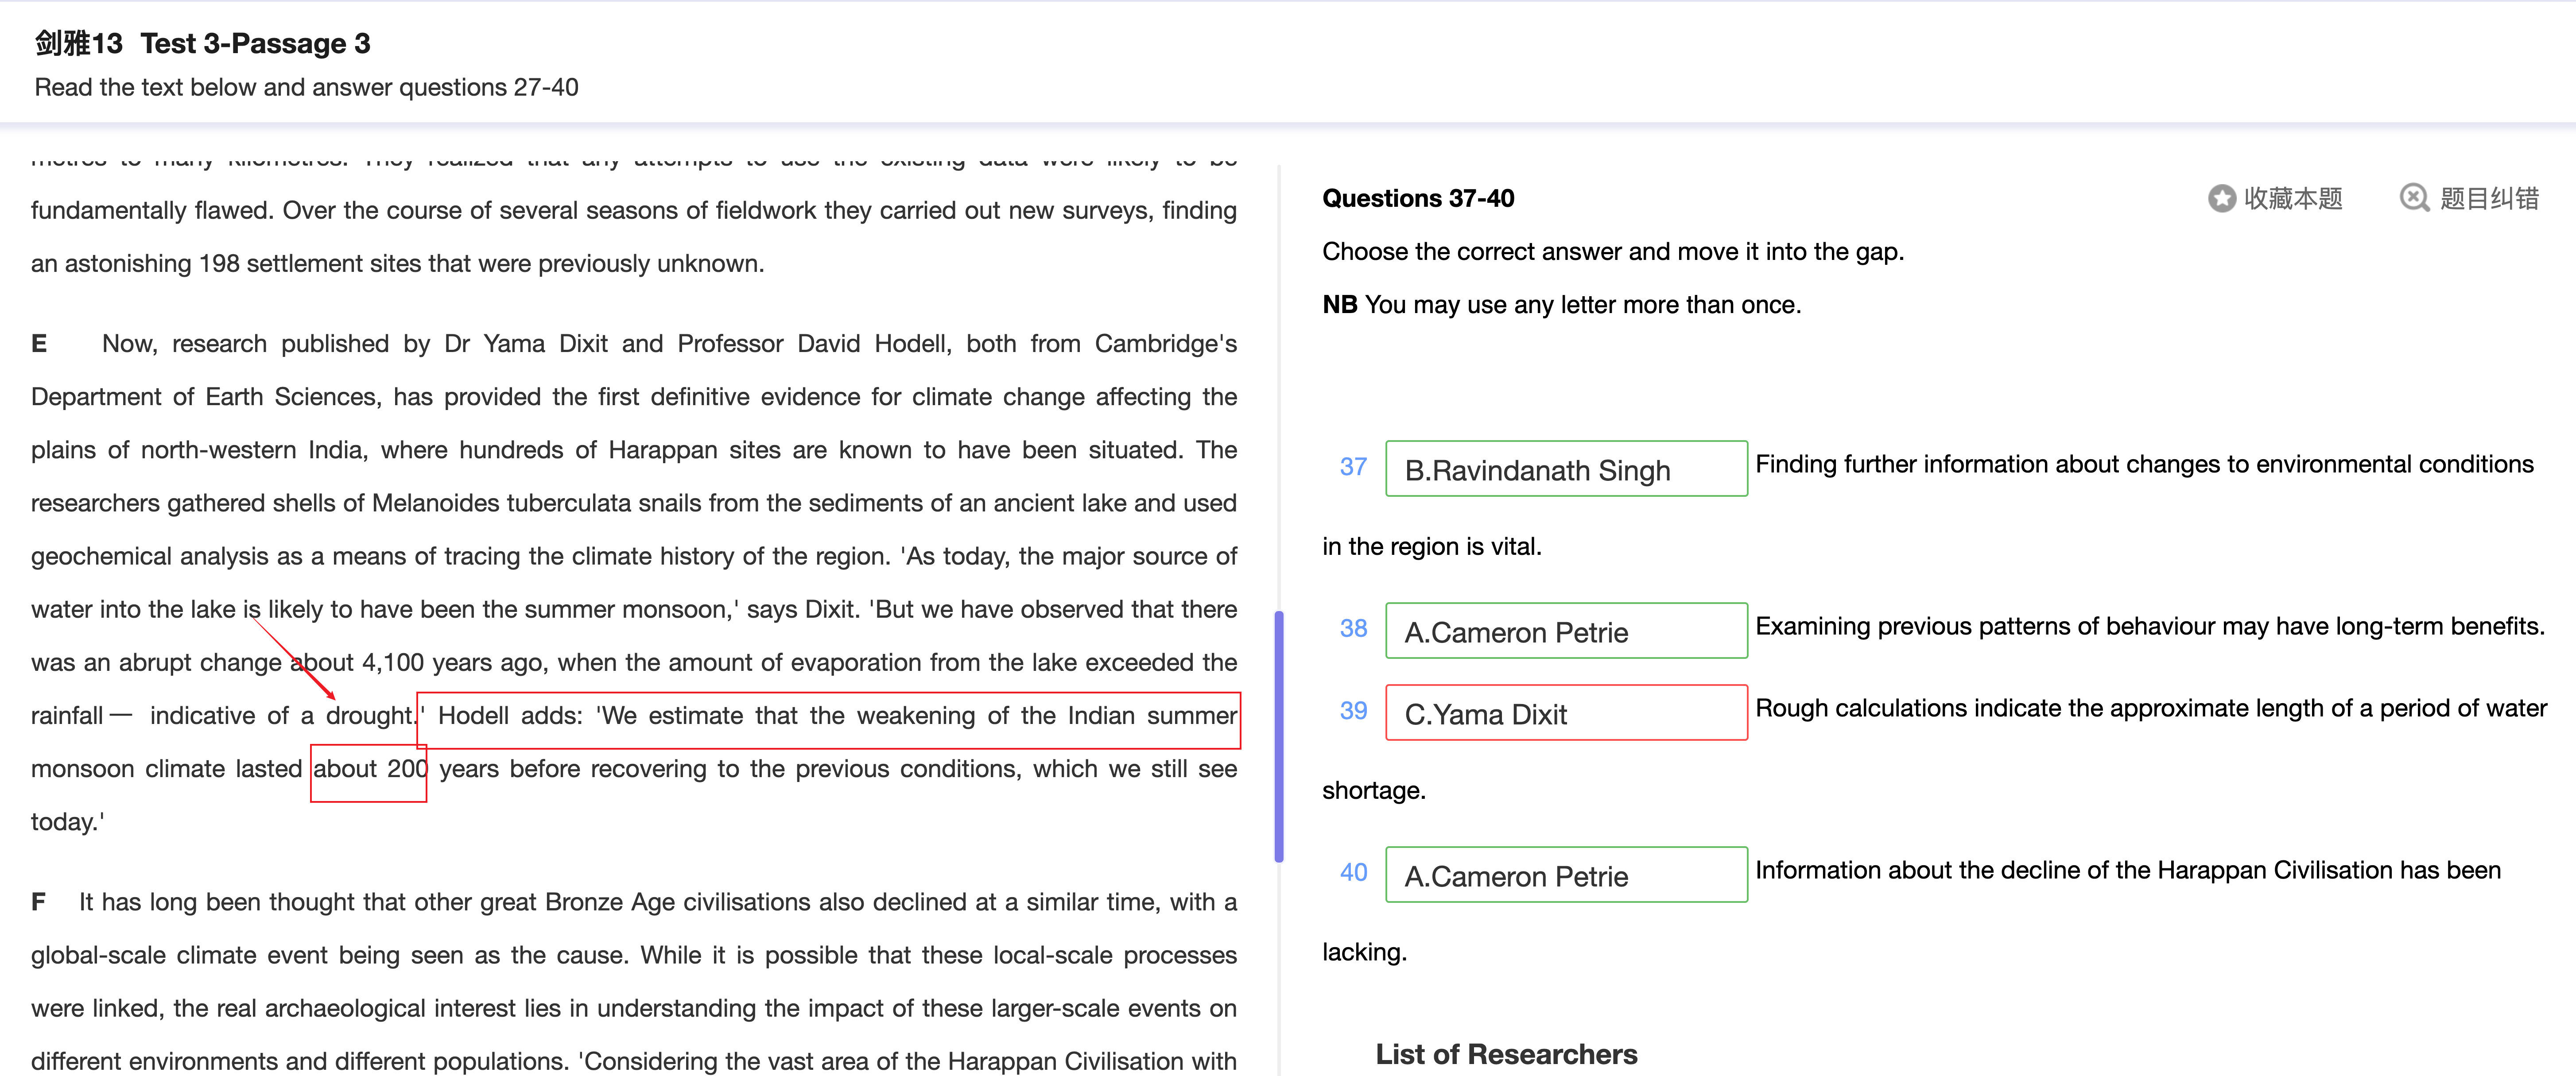 剑雅13 Test 3-Passage 3
Read the text below and answer questions 27-40
metres to many kilometres. They realized that any attempts to use the existing data were likely to be
fundamentally flawed. Over the course of several seasons of fieldwork they carried out new surveys, finding
an astonishing 198 settlement sites that were previously unknown.
E Now, research published by Dr Yama Dixit and Professor David Hodell, both from Cambridge's
Department of Earth Sciences, has provided the first definitive evidence for climate change affecting the
plains of north-western India, where hundreds of Harappan sites are known to have been situated. The
researchers gathered shells of Melanoides tuberculata snails from the sediments of an ancient lake and used
geochemical analysis as a means of tracing the climate history of the region. 'As today, the major source of
water into the lake is likely to have been the summer monsoon,' says Dixit. 'But we have observed that there
was an abrupt change about 4,100 years ago, when the amount of evaporation from the lake exceeded the
rainfall — indicative of a drought.' Hodell adds: 'We estimate that the weakening of the Indian summer
monsoon climate lasted about 200 years before recovering to the previous conditions, which we still see
today.'
F It has long been thought that other great Bronze Age civilisations also declined at a similar time, with a
global-scale climate event being seen as the cause. While it is possible that these local-scale processes
were linked, the real archaeological interest lies in understanding the impact of these larger-scale events on
different environments and different populations. 'Considering the vast area of the Harappan Civilisation with
Questions 37-40
收藏本题
题目纠错
Choose the correct answer and move it into the gap.
NB You may use any letter more than once.
37 B.Ravindanath Singh Finding further information about changes to environmental conditions
in the region is vital.
38 A.Cameron Petrie Examining previous patterns of behaviour may have long-term benefits.
39 C.Yama Dixit Rough calculations indicate the approximate length of a period of water
shortage.
40 A.Cameron Petrie Information about the decline of the Harappan Civilisation has been
lacking.
List of Researchers